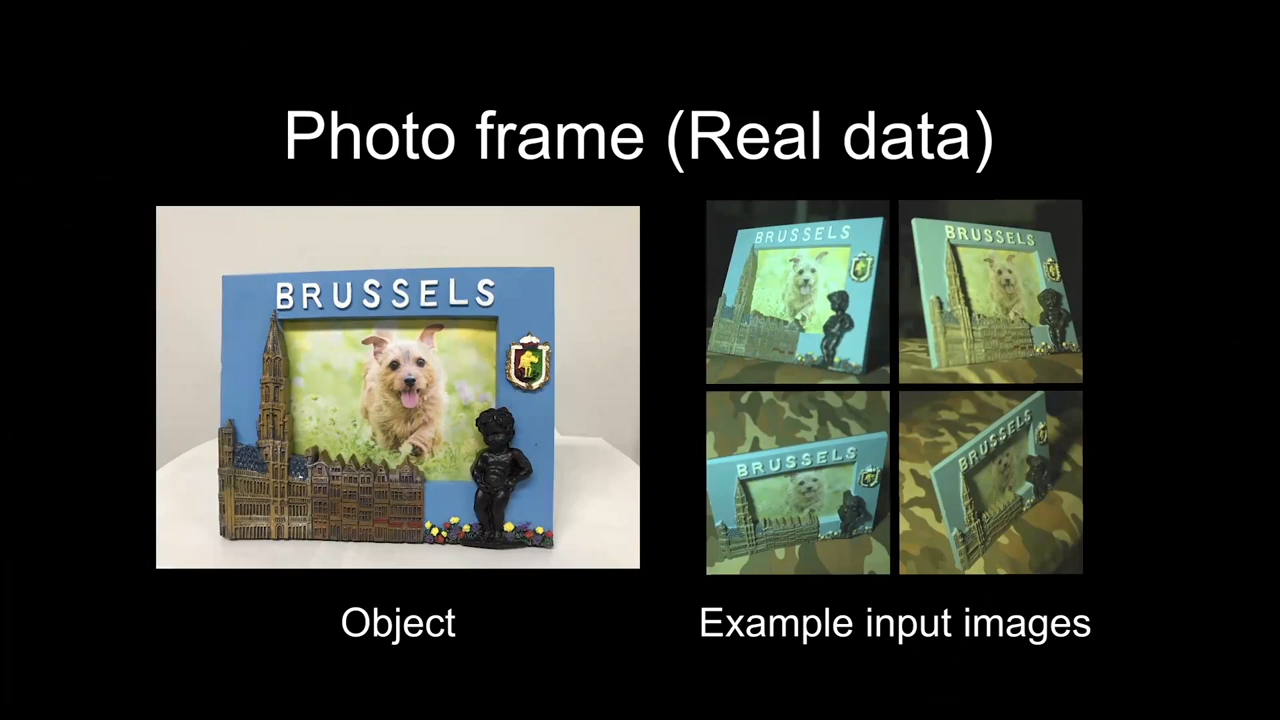 Photo frame (Real data)
BRUSSELS
BRUSSELS
BRUSSELS
BRUSSELS
BRUSSELS
Object
Example input images